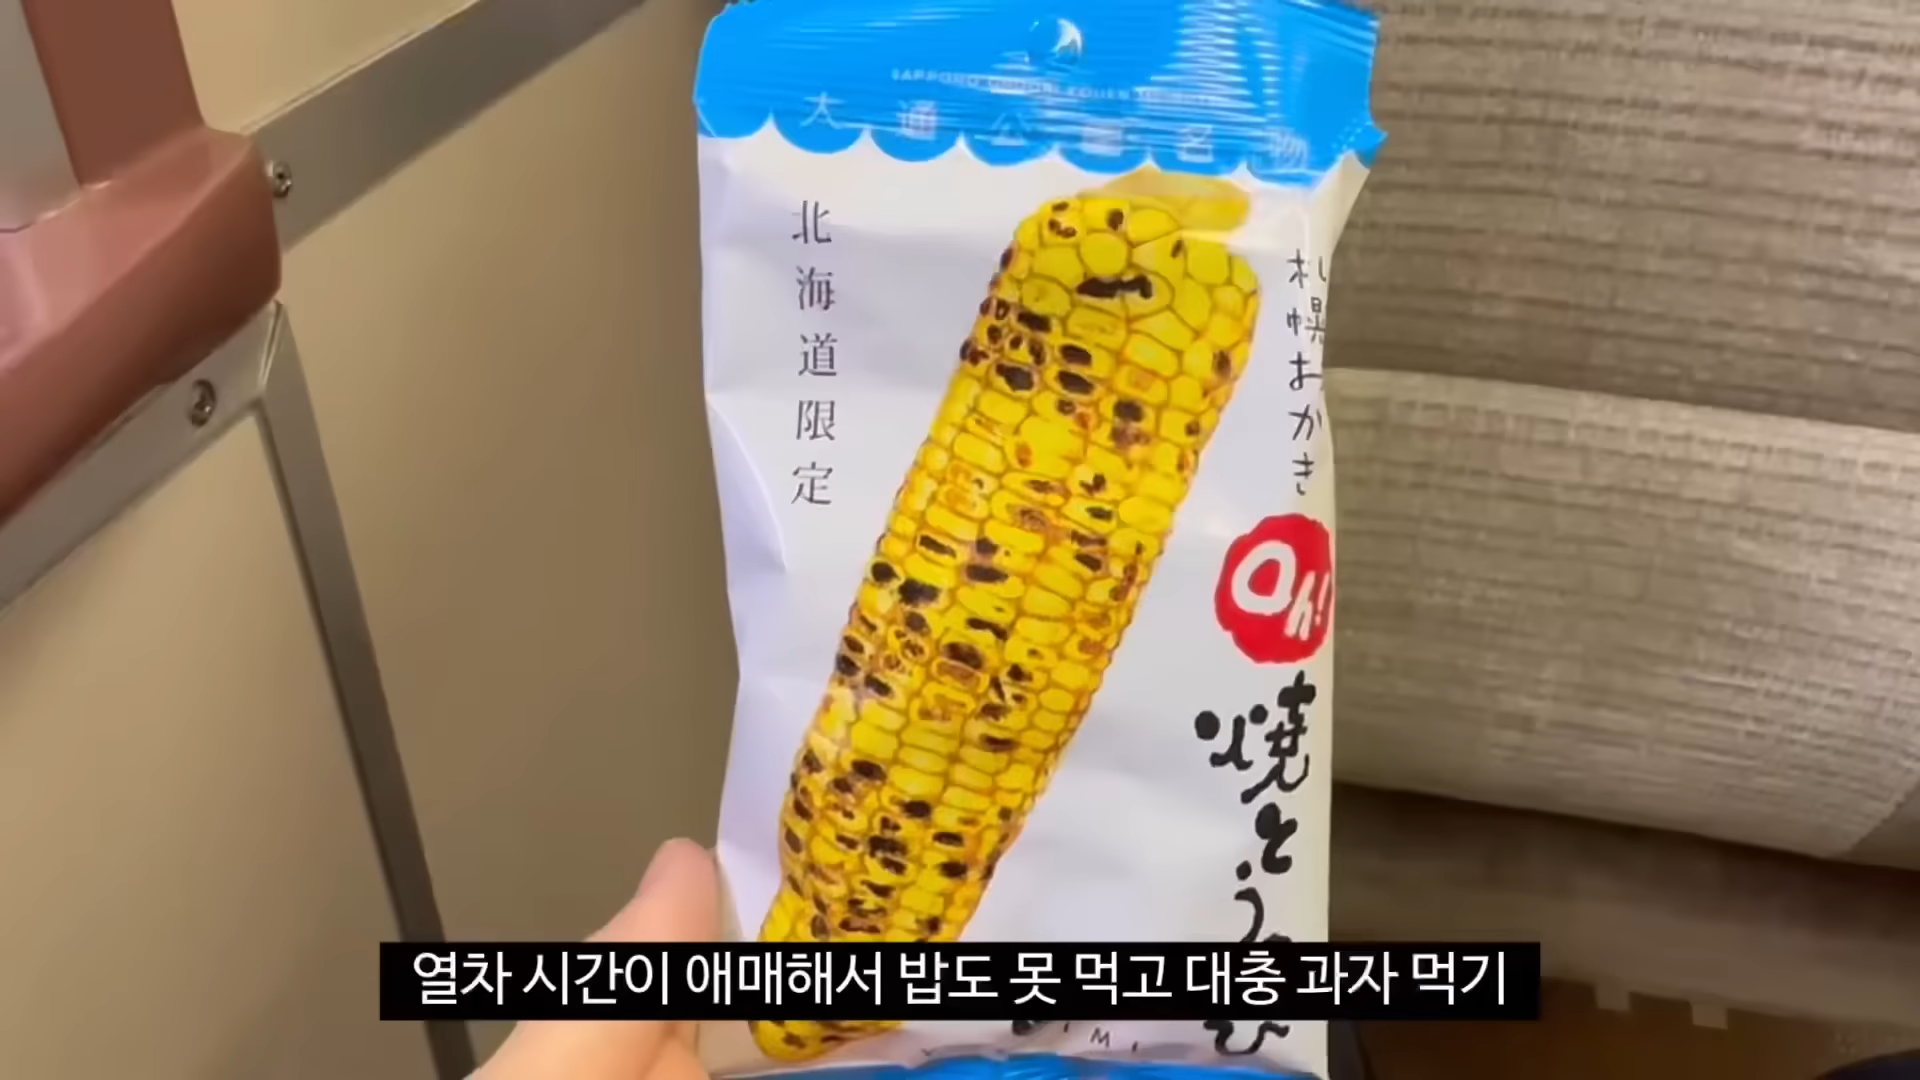 大通公園名物
北海道限定
札幌おかき
Oh!
焼とうきび
열차 시간이 애매해서 밥도 못 먹고 대충 과자 먹기